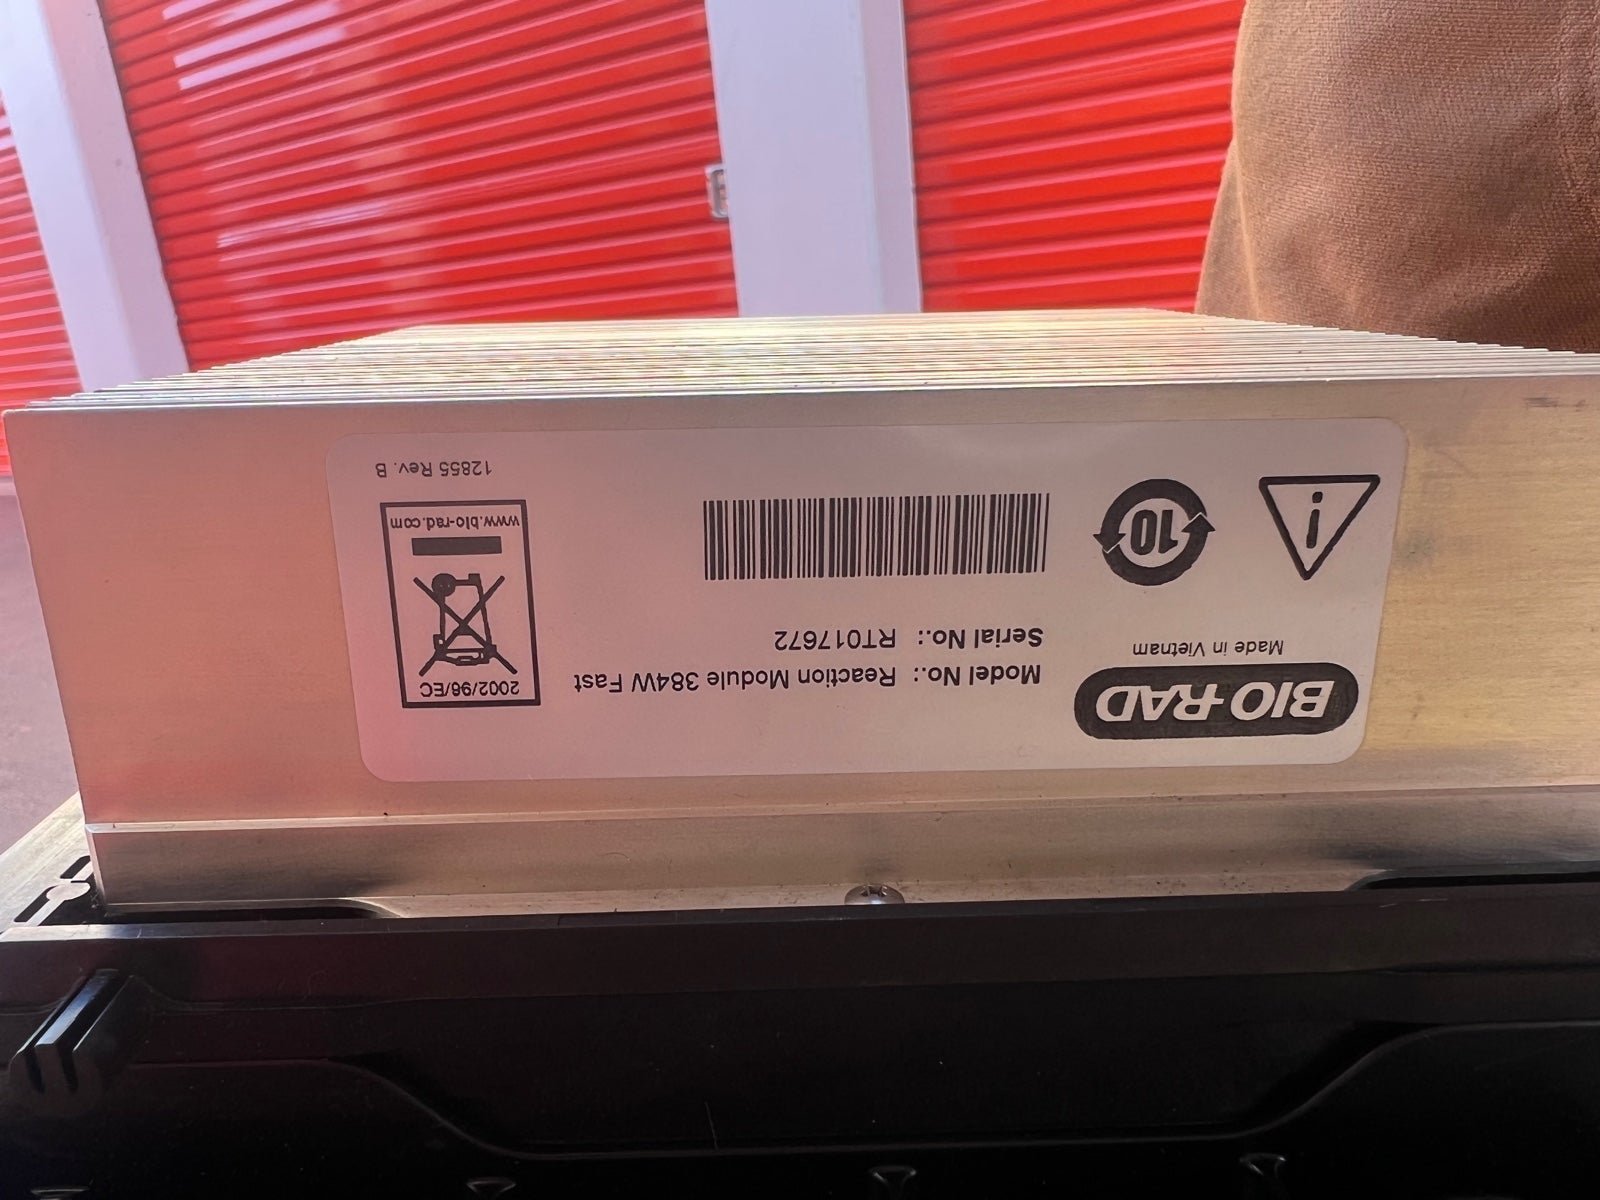 BIO-RAD
Made in Vietnam
Model No.: Reaction Module 384W Fast
Serial No.: RT017672
10
i
2002/96/EC
www.bio-rad.com
12855 Rev. B